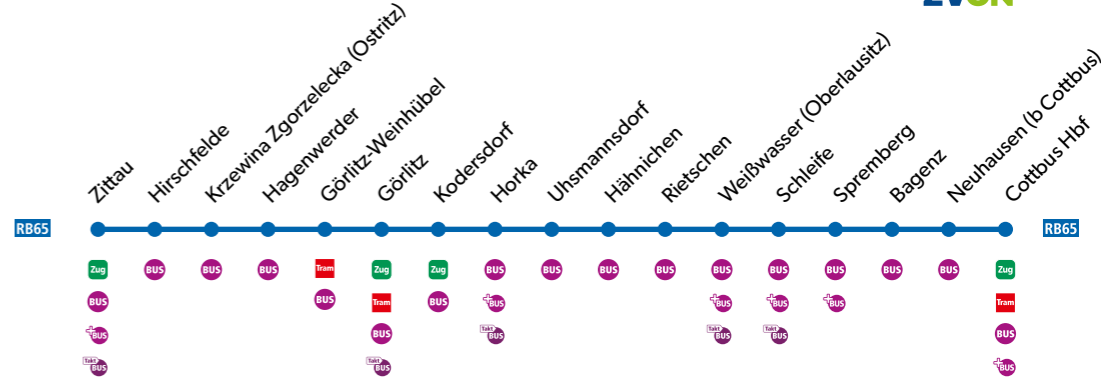 ZVON
Zittau
Hirschfelde
Krzewina Zgorzelecka (Ostritz)
Hagenwerder
Görlitz-Weinhübel
Görlitz
Kodersdorf
Horka
Uhsmannsdorf
Hähnichen
Rietschen
Weißwasser (Oberlausitz)
Schleife
Spremberg
Bagenz
Neuhausen (b Cottbus)
Cottbus Hbf
RB65 RB65
Zug BUS BUS BUS Tram Zug Zug BUS BUS BUS BUS BUS BUS BUS BUS BUS Zug
BUS BUS Tram BUS +BUS +BUS +BUS +BUS Tram
+BUS BUS Takt BUS Takt BUS Takt BUS BUS
Takt BUS Takt BUS +BUS